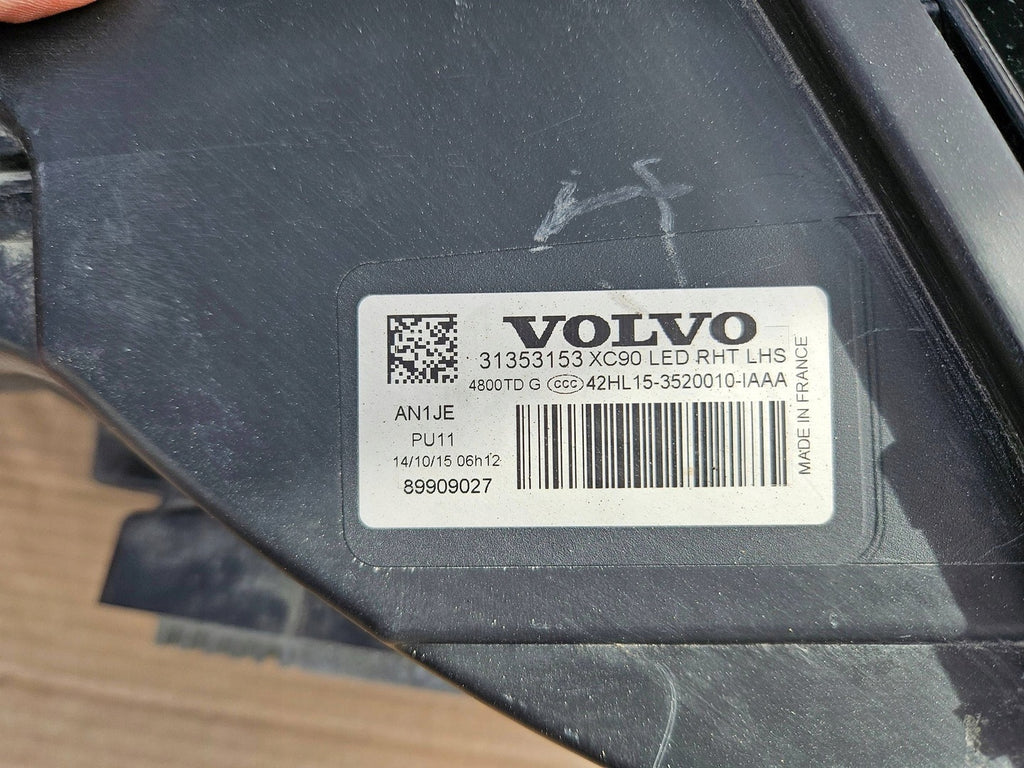 VOLVO
31353153 XC90 LED RHT LHS
4800TD G CCC 42HL15-3520010-IAAA
AN1JE
PU11
14/10/15 06h12
89909027
MADE IN FRANCE